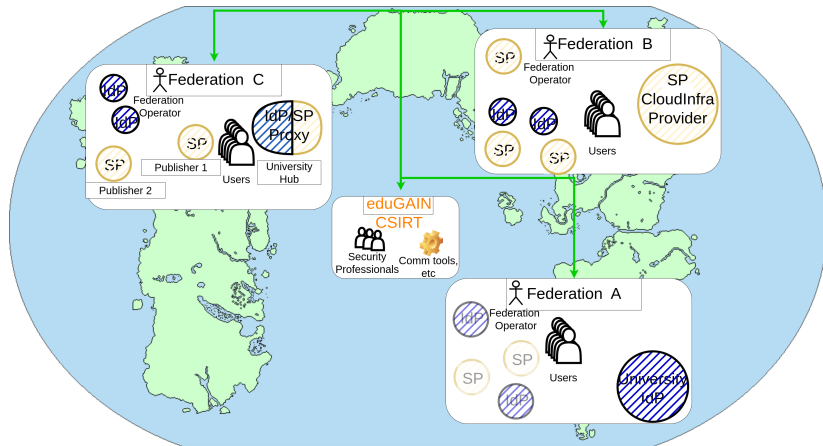 Federation C
IdP
Federation
Operator
IdP
IdP/SP
Proxy
SP
Publisher 1
SP
Publisher 2
Users
University
Hub
Federation B
SP
Federation
Operator
SP
CloudInfra
Provider
IdP
IdP
SP
SP
Users
eduGAIN
CSIRT
Security
Professionals
Comm tools,
etc
Federation A
IdP
Federation
Operator
SP
SP
IdP
Users
University
IdP